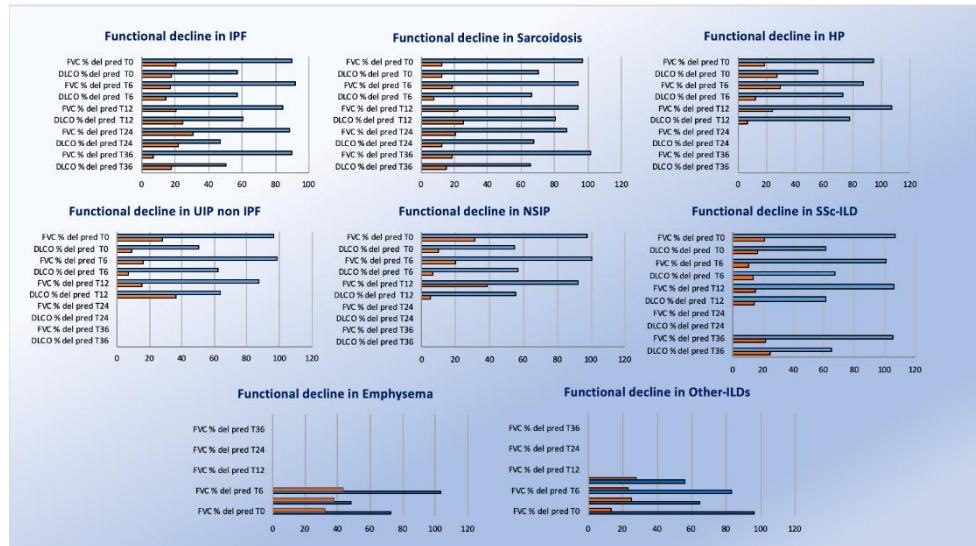 Functional decline in IPF
FVC % del pred T0
DLCO % del pred T0
FVC % del pred T6
DLCO % del pred T6
FVC % del pred T12
DLCO % del pred T12
FVC % del pred T24
DLCO % del pred T24
FVC % del pred T36
DLCO % del pred T36
0 20 40 60 80 100
Functional decline in Sarcoidosis
FVC % del pred T0
DLCO % del pred T0
FVC % del pred T6
DLCO % del pred T6
FVC % del pred T12
DLCO % del pred T12
FVC % del pred T24
DLCO % del pred T24
FVC % del pred T36
DLCO % del pred T36
0 20 40 60 80 100 120
Functional decline in HP
FVC % del pred T0
DLCO % del pred T0
FVC % del pred T6
DLCO % del pred T6
FVC % del pred T12
DLCO % del pred T12
FVC % del pred T24
DLCO % del pred T24
FVC % del pred T36
DLCO % del pred T36
0 20 40 60 80 100 120
Functional decline in UIP non IPF
FVC % del pred T0
DLCO % del pred T0
FVC % del pred T6
DLCO % del pred T6
FVC % del pred T12
DLCO % del pred T12
FVC % del pred T24
DLCO % del pred T24
FVC % del pred T36
DLCO % del pred T36
0 20 40 60 80 100 120
Functional decline in NSIP
FVC % del pred T0
DLCO % del pred T0
FVC % del pred T6
DLCO % del pred T6
FVC % del pred T12
DLCO % del pred T12
FVC % del pred T24
DLCO % del pred T24
FVC % del pred T36
DLCO % del pred T36
0 20 40 60 80 100 120
Functional decline in SSc-ILD
FVC % del pred T0
DLCO % del pred T0
FVC % del pred T6
DLCO % del pred T6
FVC % del pred T12
DLCO % del pred T12
FVC % del pred T24
DLCO % del pred T24
FVC % del pred T36
DLCO % del pred T36
0 20 40 60 80 100 120
Functional decline in Emphysema
FVC % del pred T36
FVC % del pred T24
FVC % del pred T12
FVC % del pred T6
FVC % del pred T0
0 20 40 60 80 100 120
Functional decline in Other-ILDs
FVC % del pred T36
FVC % del pred T24
FVC % del pred T12
FVC % del pred T6
FVC % del pred T0
0 20 40 60 80 100 120